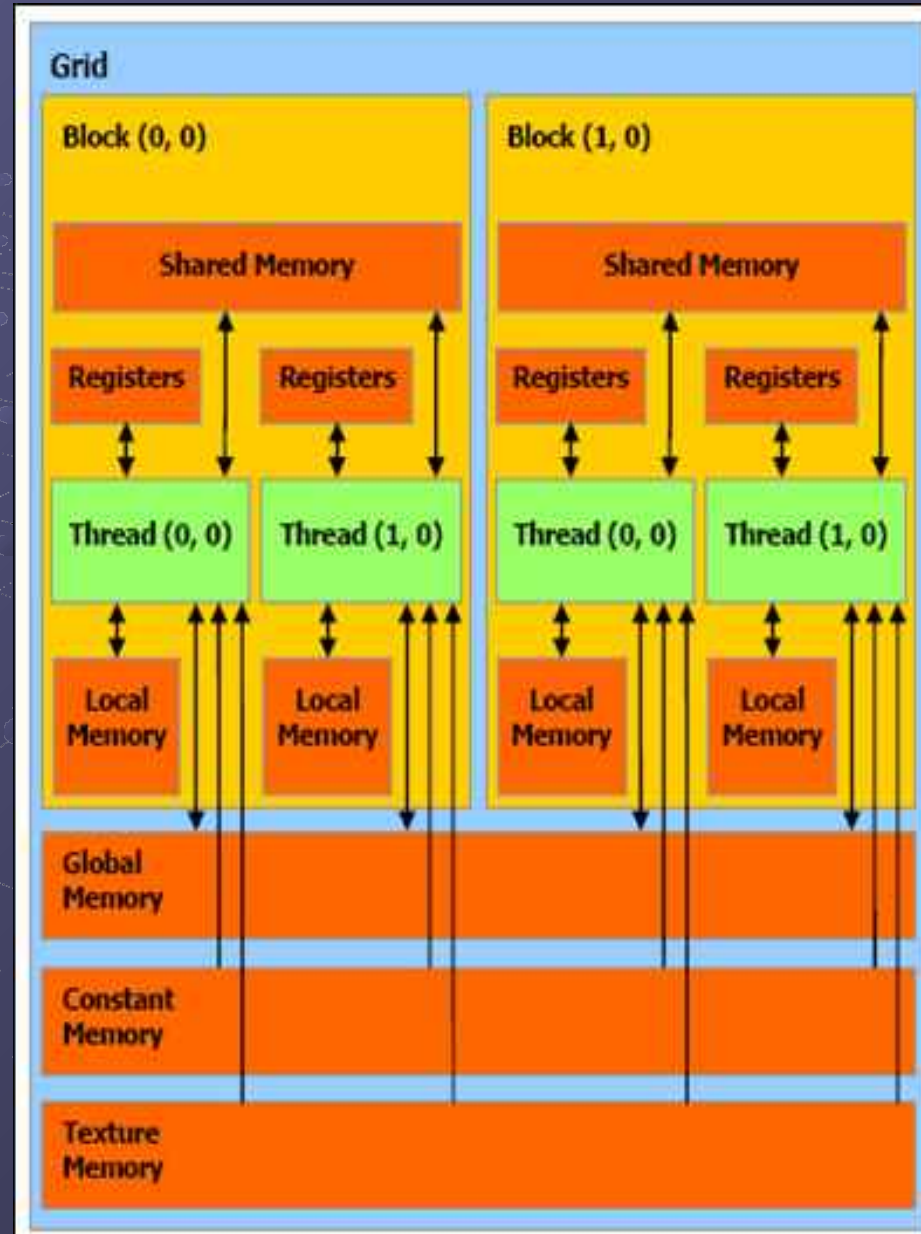 Grid
Block (0, 0)
Shared Memory
Registers
Registers
Thread (0, 0)
Thread (1, 0)
Local
Memory
Local
Memory
Block (1, 0)
Shared Memory
Registers
Registers
Thread (0, 0)
Thread (1, 0)
Local
Memory
Local
Memory
Global
Memory
Constant
Memory
Texture
Memory